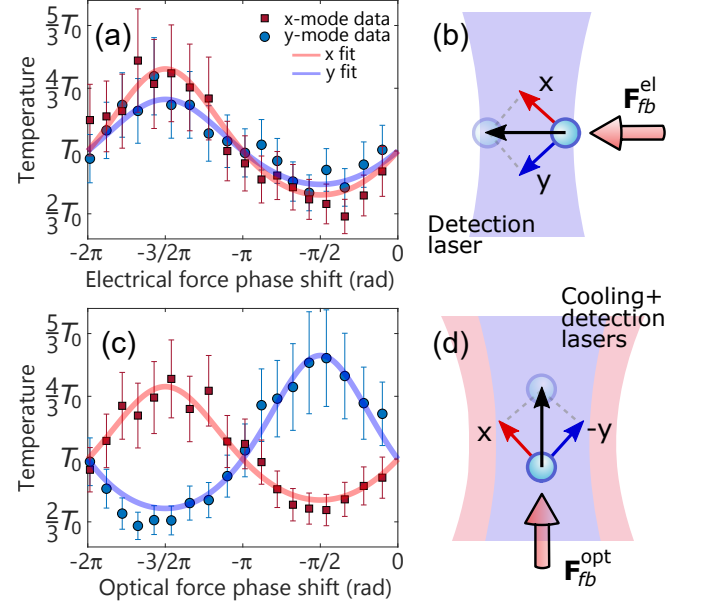 (a)
x-mode data
y-mode data
x fit
y fit
Temperature
5/3 T₀
4/3 T₀
T₀
2/3 T₀
-2π -3/2π -π -π/2 0
Electrical force phase shift (rad)
(b)
x
y
F_fb^el
Detection
laser
(c)
Temperature
5/3 T₀
4/3 T₀
T₀
2/3 T₀
-2π -3/2π -π -π/2 0
Optical force phase shift (rad)
Cooling+
detection
lasers
(d)
x
-y
F_fb^opt